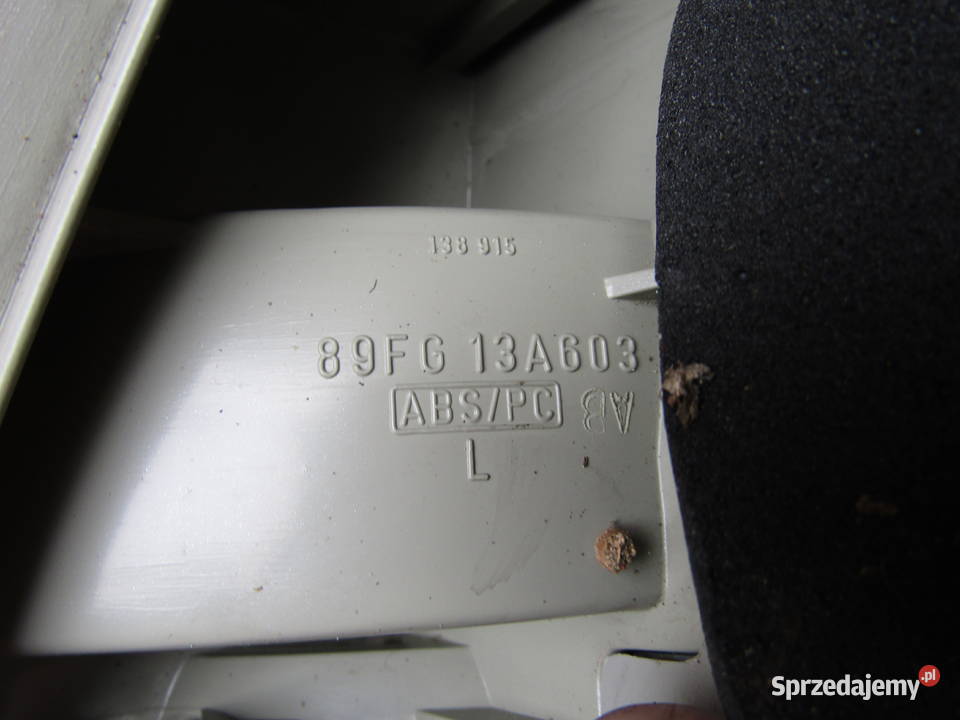 138 915
89FG 13A603
ABS/PC AB
L
Sprzedajemy.pl